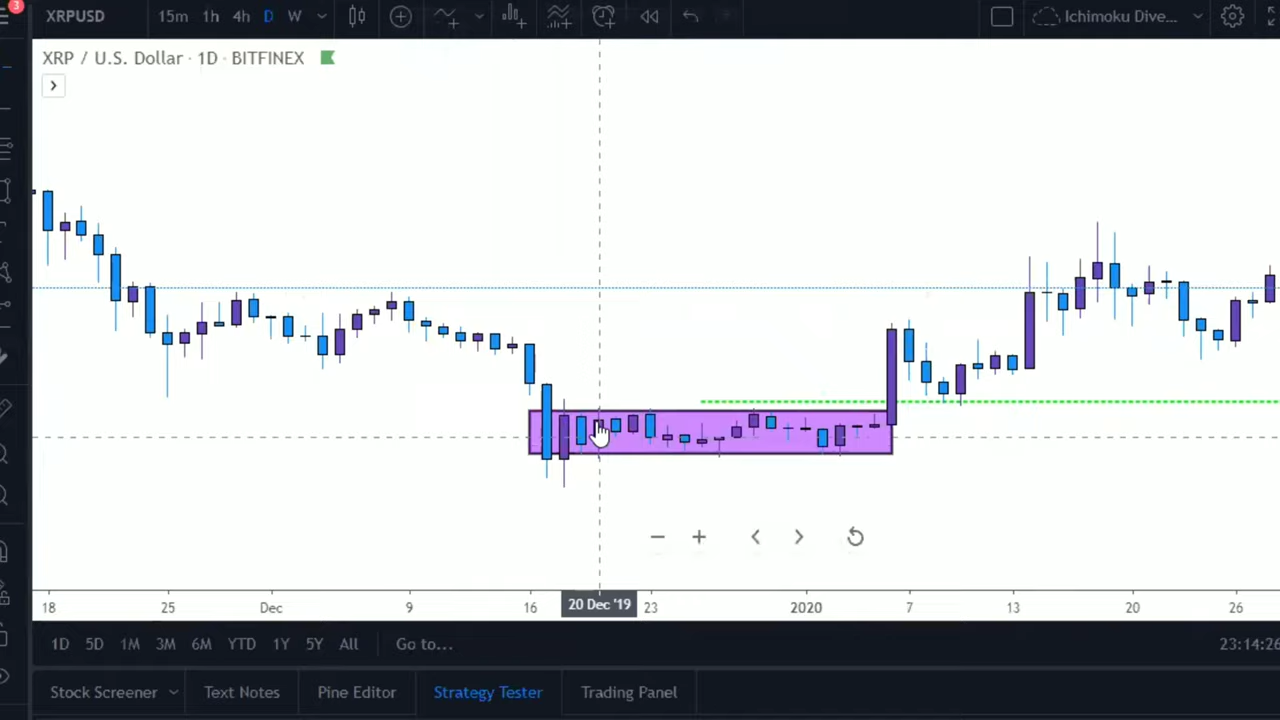 3
XRPUSD 15m 1h 4h D W Ichimoku Dive...
XRP / U.S. Dollar · 1D · BITFINEX
18 25 Dec 9 16 20 Dec '19 23 2020 7 13 20 26
1D 5D 1M 3M 6M YTD 1Y 5Y All Go to... 23:14:26
Stock Screener Text Notes Pine Editor Strategy Tester Trading Panel